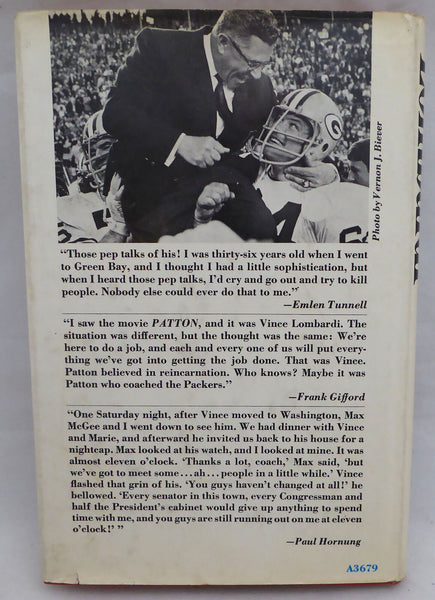 G
Photo by Vernon J. Biever
"Those pep talks of his! I was thirty-six years old when I went
to Green Bay, and I thought I had a little sophistication, but
when I heard those pep talks, I'd cry and go out and try to kill
people. Nobody else could ever do that to me."
—Emlen Tunnell
"I saw the movie PATTON, and it was Vince Lombardi. The
situation was different, but the thought was the same: We're
here to do a job, and each and every one of us will put every-
thing we've got into getting the job done. That was Vince.
Patton believed in reincarnation. Who knows? Maybe it was
Patton who coached the Packers."
—Frank Gifford
"One Saturday night, after Vince moved to Washington, Max
McGee and I went down to see him. We had dinner with Vince
and Marie, and afterward he invited us back to his house for a
nightcap. Max looked at his watch, and I looked at mine. It was
almost eleven o'clock. 'Thanks a lot, coach,' Max said, 'but
we've got to meet some...ah...people in a little while.' Vince
flashed that grin of his. 'You guys haven't changed at all!' he
bellowed. 'Every senator in this town, every Congressman and
half the President's cabinet would give up anything to spend
time with me, and you guys are still running out on me at eleven
o'clock!' "
—Paul Hornung
A3679